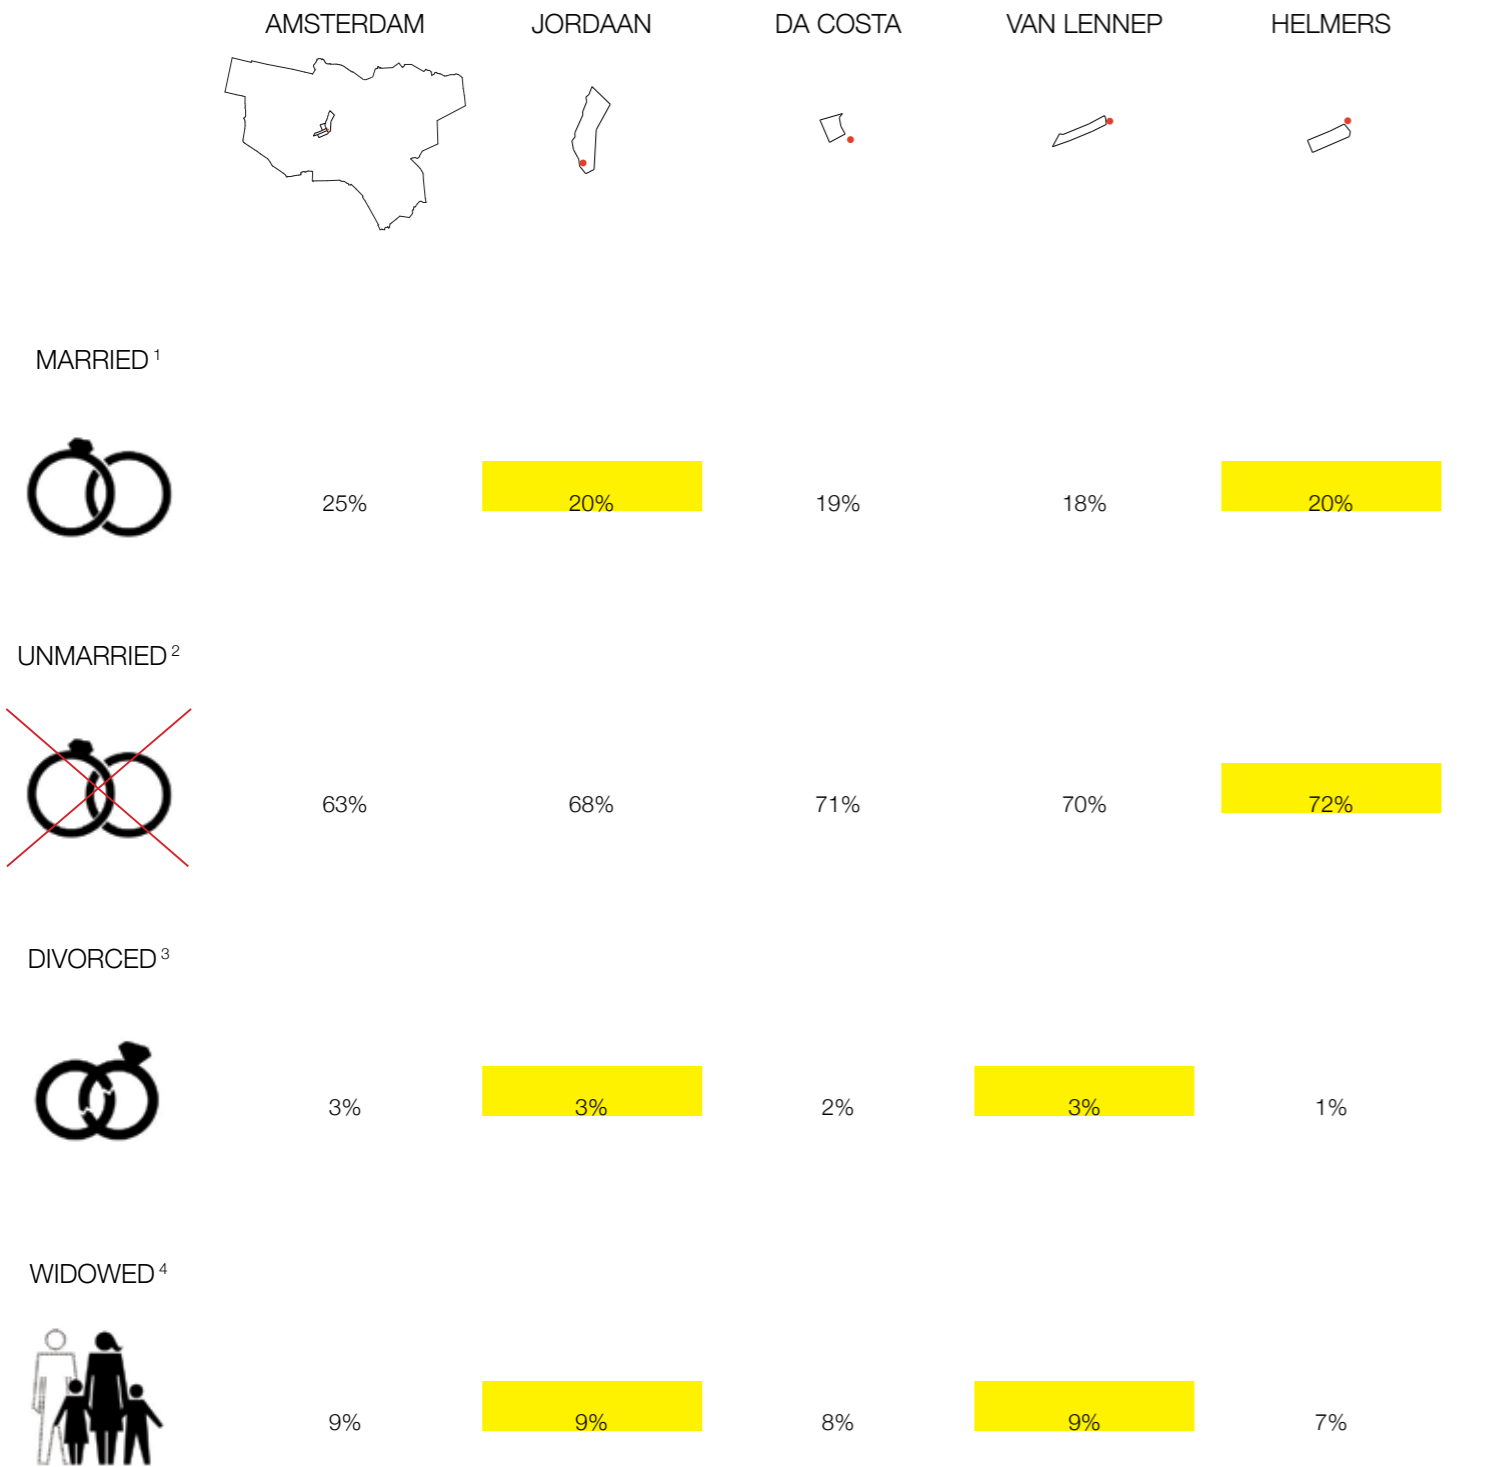 AMSTERDAM JORDAAN DA COSTA VAN LENNEP HELMERS
MARRIED 1
25% 20% 19% 18% 20%
UNMARRIED 2
63% 68% 71% 70% 72%
DIVORCED 3
3% 3% 2% 3% 1%
WIDOWED 4
9% 9% 8% 9% 7%